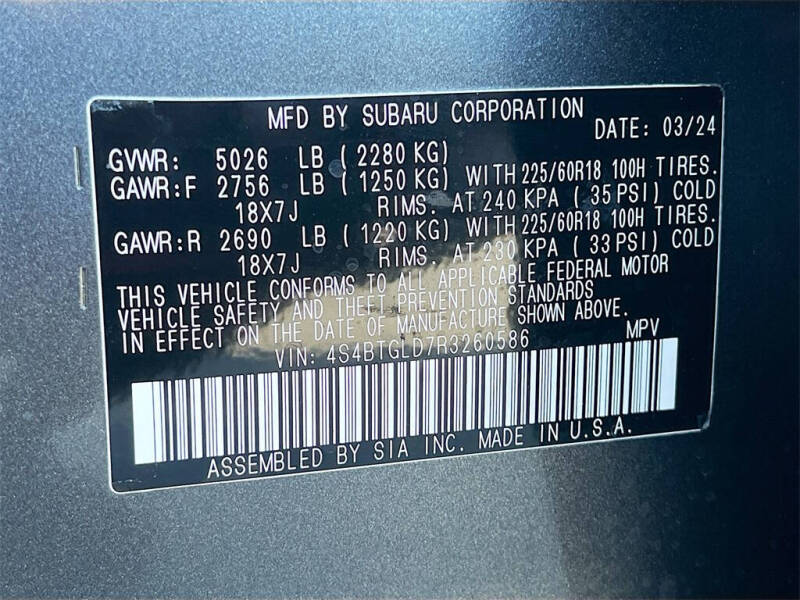 MFD BY SUBARU CORPORATION DATE: 03/24
GVWR: 5026 LB ( 2280 KG)
GAWR:F 2756 LB ( 1250 KG) WITH 225/60R18 100H TIRES.
18X7J RIMS. AT 240 KPA ( 35 PSI) COLD
GAWR:R 2690 LB ( 1220 KG) WITH 225/60R18 100H TIRES.
18X7J RIMS. AT 230 KPA ( 33 PSI) COLD
THIS VEHICLE CONFORMS TO ALL APPLICABLE FEDERAL MOTOR
VEHICLE SAFETY AND THEFT PREVENTION STANDARDS
IN EFFECT ON THE DATE OF MANUFACTURE SHOWN ABOVE.
VIN: 4S4BTGLD7R3260586 MPV
ASSEMBLED BY SIA INC. MADE IN U.S.A.